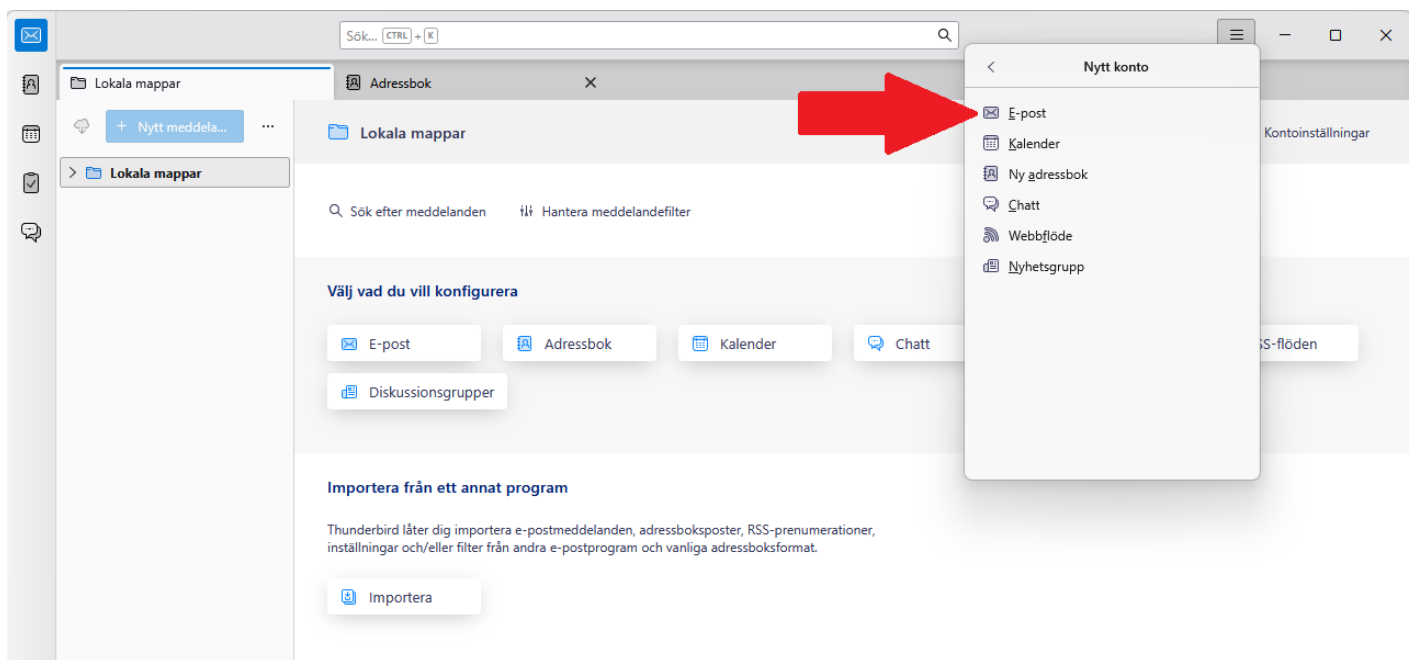 Sök... CTRL + K
Nytt konto
Lokala mappar
Adressbok
E-post
Kalender
Ny adressbok
Chatt
Webbflöde
Nyhetsgrupp
+ Nytt meddela...
Lokala mappar
Lokala mappar
Kontoinställningar
Sök efter meddelanden
Hantera meddelandefilter
Välj vad du vill konfigurera
E-post
Adressbok
Kalender
Chatt
SS-flöden
Diskussionsgrupper
Importera från ett annat program
Thunderbird låter dig importera e-postmeddelanden, adressboksposter, RSS-prenumerationer,
inställningar och/eller filter från andra e-postprogram och vanliga adressboksformat.
Importera